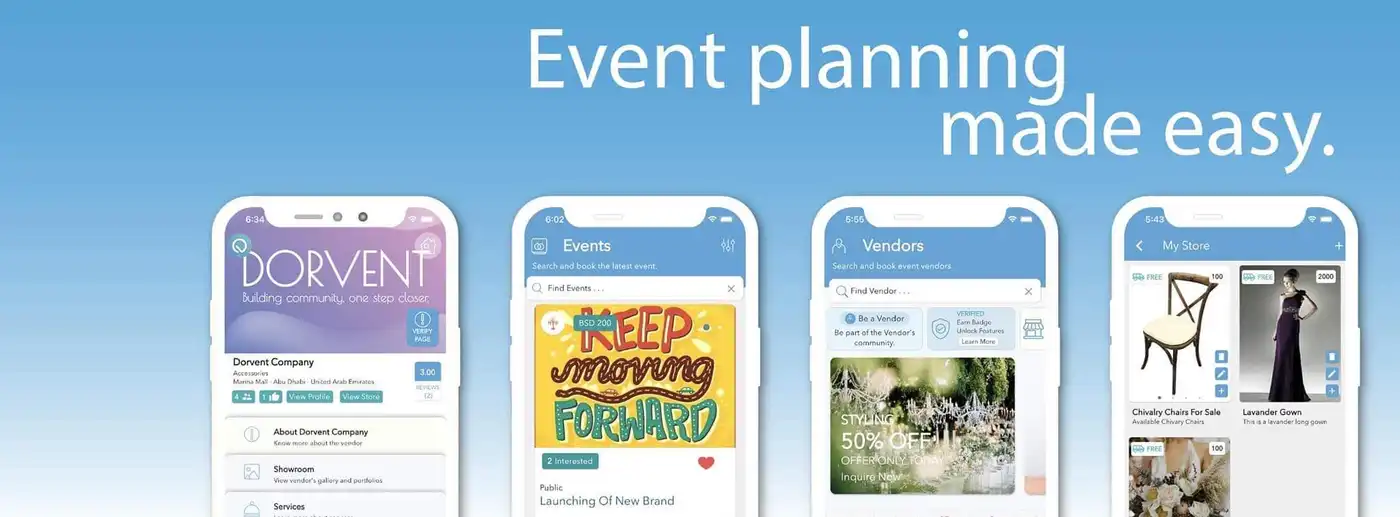 Event planning
made easy.
6:34
DORVENT
Building community, one step closer.
VERIFY
PAGE
Dorvent Company
Accessories
Marina Mall - Abu Dhabi - United Arab Emirates
3.00
REVIEWS
(2)
4
1
View Profile
View Store
About Dorvent Company
Know more about the vendor
Showroom
View vendor's gallery and portfolios
Services
6:02
Events
Search and book the latest event.
Find Events . . .
BSD 200
KEEP
moving
FORWARD
2 Interested
Public
Launching Of New Brand
5:55
Vendors
Search and book event vendors.
Find Vendor . . .
Be a Vendor
Be part of the Vendor's
community.
VERIFIED
Earn Badge
Unlock Features
Learn More
STYLING
50% OFF
OFFER ONLY TODAY
Inquire Now
5:43
My Store
FREE
100
Chivalry Chairs For Sale
Available Chivary Chairs
FREE
2000
Lavander Gown
This is a lavander long gown
FREE
100